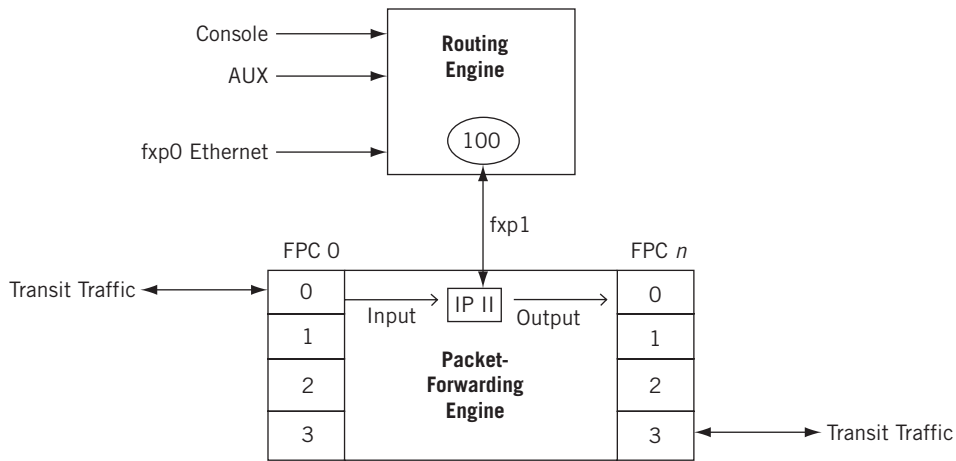 Console
Routing
Engine
AUX
100
fxp0 Ethernet
fxp1
FPC 0
FPC n
Transit Traffic
0
Input
IP II
Output
0
1
1
Packet-
Forwarding
Engine
2
2
3
3
Transit Traffic